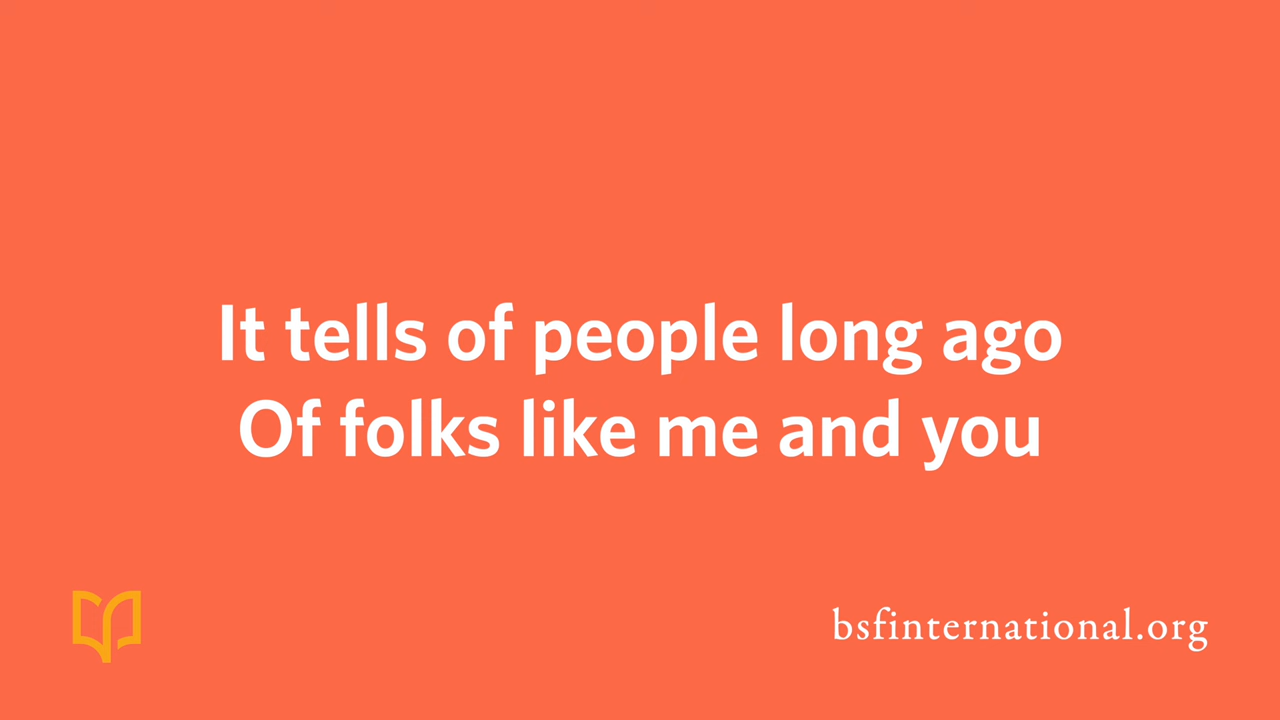 It tells of people long ago
Of folks like me and you
bsfinternational.org